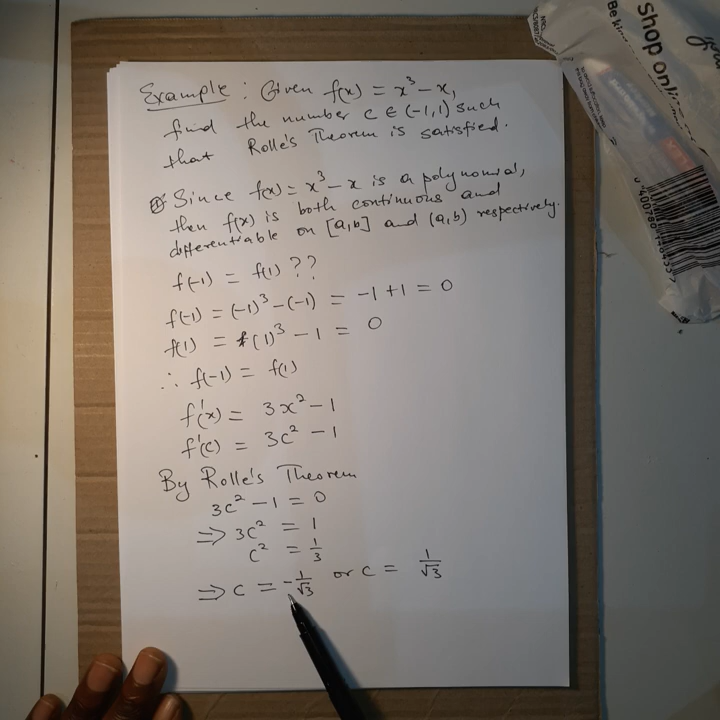 Example: Given f(x) = x³ - x,
find the number c ∈ (-1,1) such
that Rolle's Theorem is satisfied.
Since f(x) = x³ - x is a polynomial,
then f(x) is both continuous and
differentiable on [a,b] and (a,b) respectively.
f(-1) = f(1) ??
f(-1) = (-1)³ - (-1) = -1 + 1 = 0
f(1) = (1)³ - 1 = 0
∴ f(-1) = f(1)
f'(x) = 3x² - 1
f'(c) = 3c² - 1
By Rolle's Theorem
3c² - 1 = 0
⇒ 3c² = 1
c² = 1/3
⇒ c = -1/√3 or c = 1/√3
Shop onli
Be kin